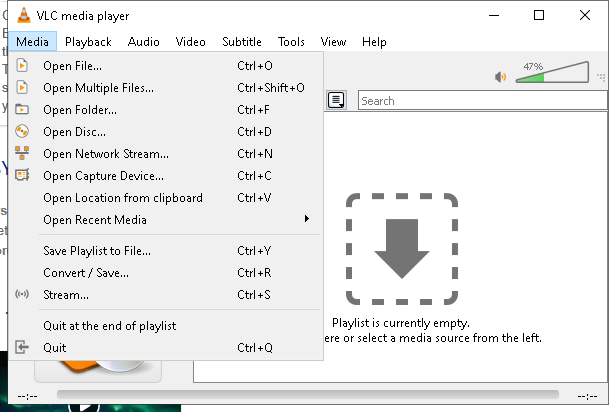 VLC media player
Media Playback Audio Video Subtitle Tools View Help
Open File... Ctrl+O
Open Multiple Files... Ctrl+Shift+O
Open Folder... Ctrl+F
Open Disc... Ctrl+D
Open Network Stream... Ctrl+N
Open Capture Device... Ctrl+C
Open Location from clipboard Ctrl+V
Open Recent Media
Save Playlist to File... Ctrl+Y
Convert / Save... Ctrl+R
Stream... Ctrl+S
Quit at the end of playlist
Quit Ctrl+Q
47%
Search
Playlist is currently empty.
ere or select a media source from the left.
--:-- --:--